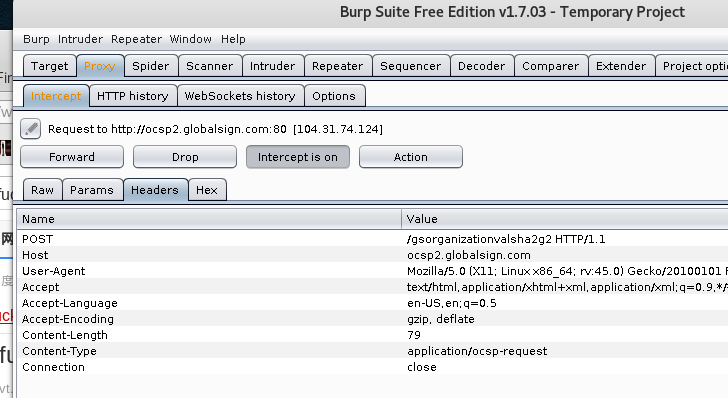 Burp Suite Free Edition v1.7.03 - Temporary Project
Burp Intruder Repeater Window Help
Target Proxy Spider Scanner Intruder Repeater Sequencer Decoder Comparer Extender Project opti
Intercept HTTP history WebSockets history Options
Request to http://ocsp2.globalsign.com:80 [104.31.74.124]
Forward Drop Intercept is on Action
Raw Params Headers Hex
Name Value
POST /gsorganizationvalsha2g2 HTTP/1.1
Host ocsp2.globalsign.com
User-Agent Mozilla/5.0 (X11; Linux x86_64; rv:45.0) Gecko/20100101 F
Accept text/html,application/xhtml+xml,application/xml;q=0.9,*/
Accept-Language en-US,en;q=0.5
Accept-Encoding gzip, deflate
Content-Length 79
Content-Type application/ocsp-request
Connection close